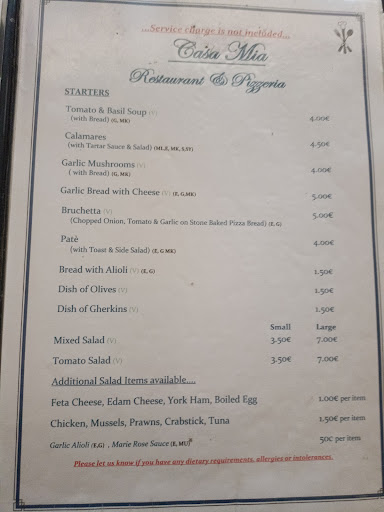 ...Service charge is not included...
Casa Mia
Restaurant & Pizzeria
STARTERS
Tomato & Basil Soup (V)
(with Bread) (G, MK) 4.00€
Calamares
(with Tartar Sauce & Salad) (ML,E, MK, S,SY) 4.50€
Garlic Mushrooms (V)
( with Bread) (G, MK) 4.00€
Garlic Bread with Cheese (V) (E, G,MK) 5.00€
Bruchetta (V) 5.00€
(Chopped Onion, Tomato & Garlic on Stone Baked Pizza Bread) (E, G)
Patè 4.00€
(with Toast & Side Salad) (E, G MK)
Bread with Alioli (V) (E, G) 1.50€
Dish of Olives (V) 1.50€
Dish of Gherkins (V) 1.50€
Small Large
Mixed Salad (V) 3.50€ 7.00€
Tomato Salad (V) 3.50€ 7.00€
Additional Salad Items available....
Feta Cheese, Edam Cheese, York Ham, Boiled Egg 1.00€ per item
Chicken, Mussels, Prawns, Crabstick, Tuna 1.50€ per item
Garlic Alioli (E,G) , Marie Rose Sauce (E, MU) 50C per item
Please let us know if you have any dietary requirements, allergies or intolerances.